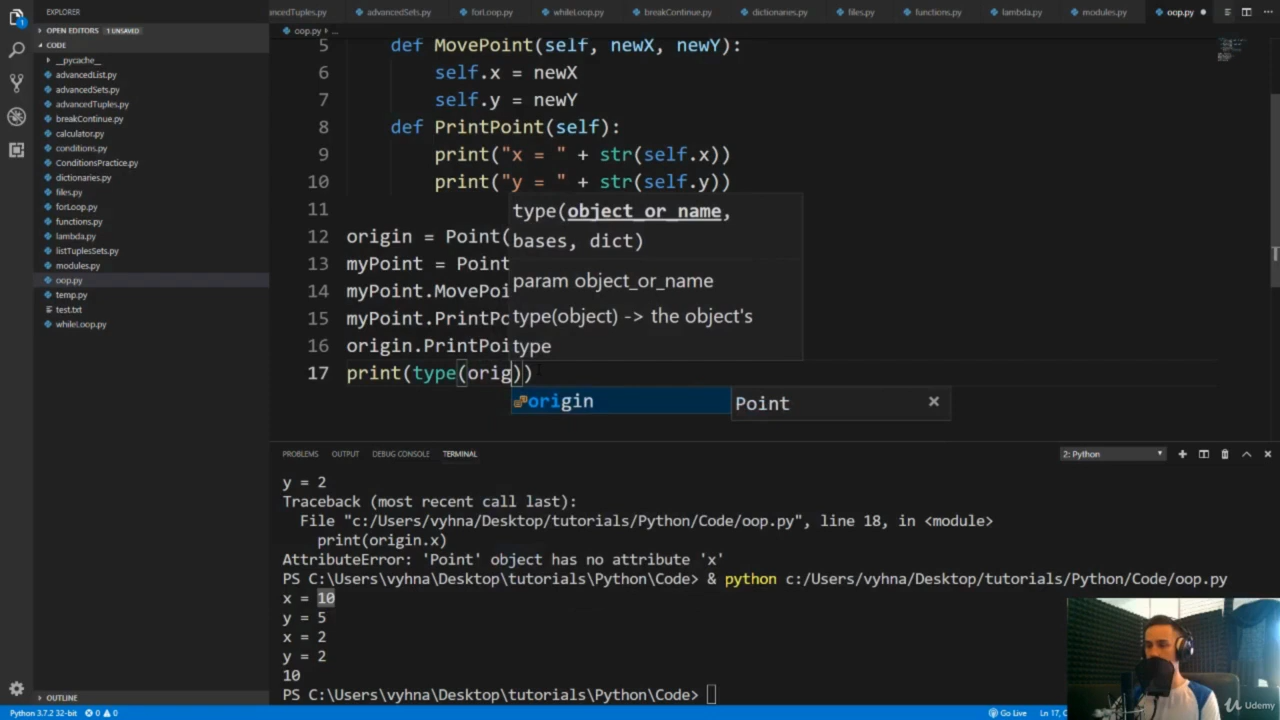 EXPLORER
ancedTuples.py advancedSets.py forLoop.py whileLoop.py breakContinue.py dictionaries.py files.py functions.py lambda.py modules.py oop.py
OPEN EDITORS 1 UNSAVED
CODE
__pycache__
advancedList.py
advancedSets.py
advancedTuples.py
breakContinue.py
calculator.py
conditions.py
ConditionsPractice.py
dictionaries.py
files.py
forLoop.py
functions.py
lambda.py
listTuplesSets.py
modules.py
oop.py
temp.py
test.txt
whileLoop.py
OUTLINE
oop.py ...
5 def MovePoint(self, newX, newY):
6 self.x = newX
7 self.y = newY
8 def PrintPoint(self):
9 print("x = " + str(self.x))
10 print("y = " + str(self.y))
11
12 origin = Point(
13 myPoint = Point
14 myPoint.MovePoi
15 myPoint.PrintPo
16 origin.PrintPoi
17 print(type(orig))
type(object_or_name,
bases, dict)
param object_or_name
type(object) -> the object's
type
origin
Point
PROBLEMS OUTPUT DEBUG CONSOLE TERMINAL 2: Python
y = 2
Traceback (most recent call last):
File "c:/Users/vyhna/Desktop/tutorials/Python/Code/oop.py", line 18, in <module>
print(origin.x)
AttributeError: 'Point' object has no attribute 'x'
PS C:\Users\vyhna\Desktop\tutorials\Python\Code> & python c:/Users/vyhna/Desktop/tutorials/Python/Code/oop.py
x = 10
y = 5
x = 2
y = 2
10
PS C:\Users\vyhna\Desktop\tutorials\Python\Code>
Udemy
Python 3.7.2 32-bit 0 0 Go Live Ln 17, C